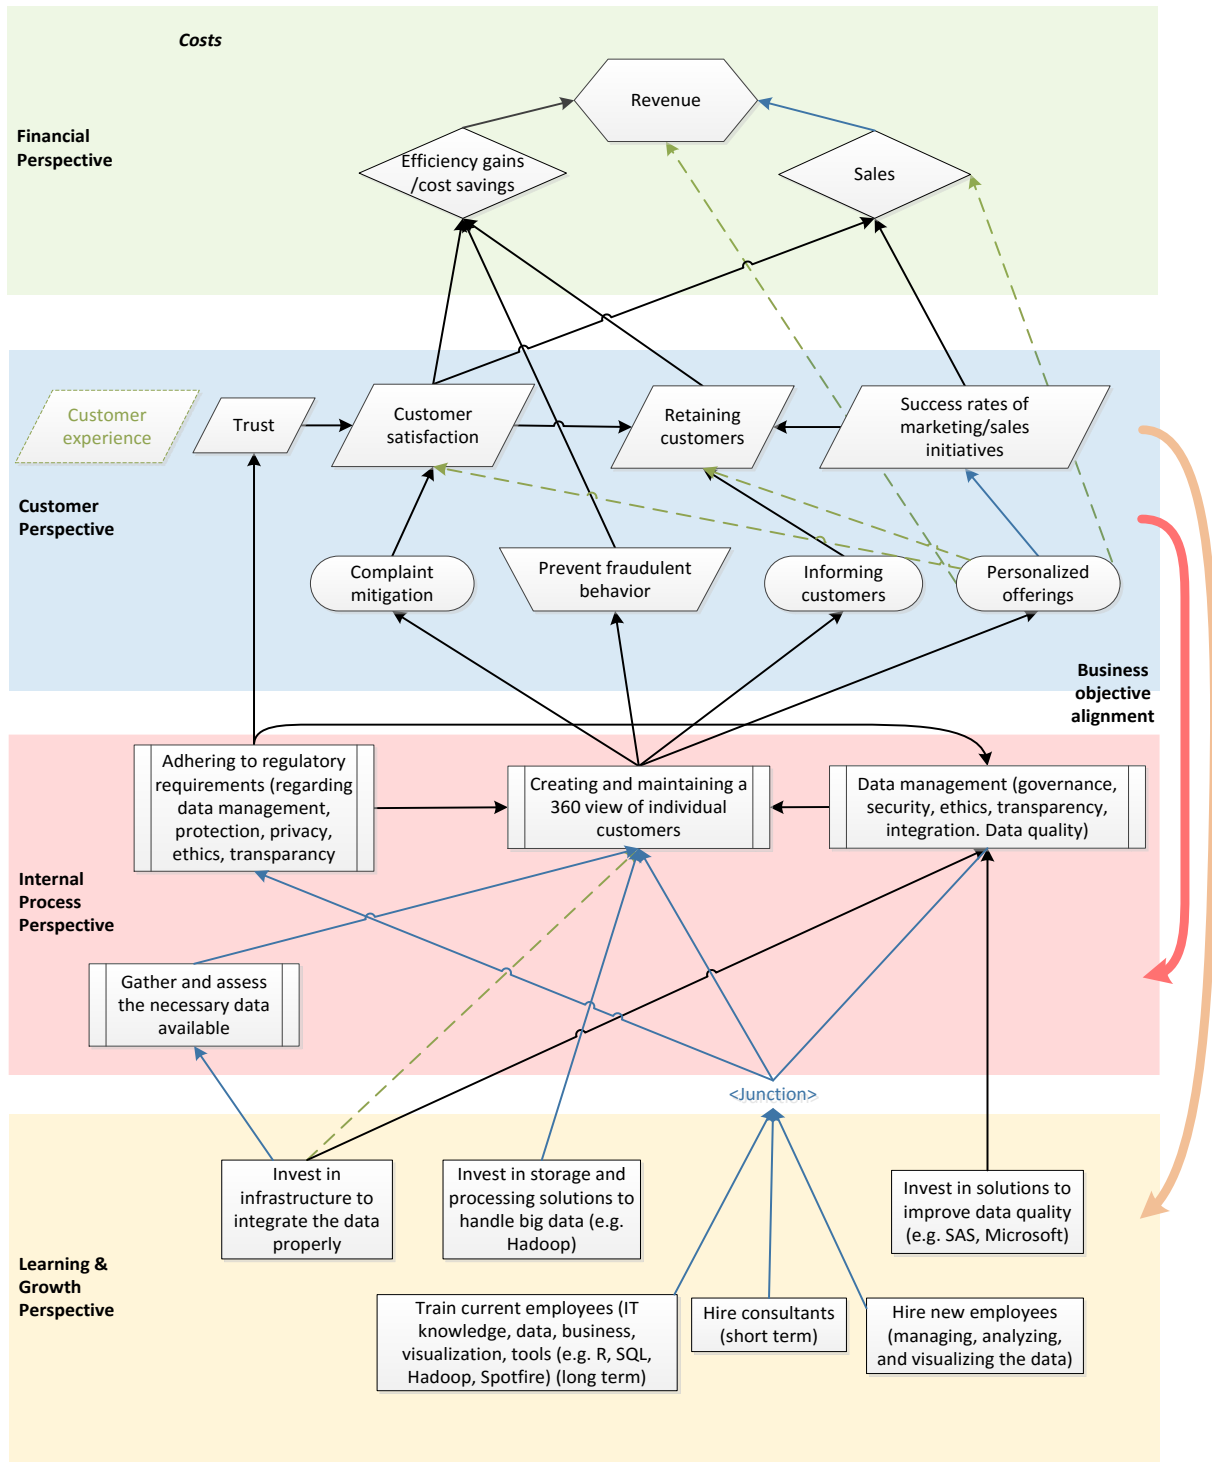 Costs
Revenue
Financial
Perspective
Efficiency gains
/cost savings
Sales
Customer
experience
Trust
Customer
satisfaction
Retaining
customers
Success rates of
marketing/sales
initiatives
Customer
Perspective
Complaint
mitigation
Prevent fraudulent
behavior
Informing
customers
Personalized
offerings
Business
objective
alignment
Adhering to regulatory
requirements (regarding
data management,
protection, privacy,
ethics, transparancy
Creating and maintaining a
360 view of individual
customers
Data management (governance,
security, ethics, transparency,
integration. Data quality)
Internal
Process
Perspective
Gather and assess
the necessary data
available
<Junction>
Invest in
infrastructure to
integrate the data
properly
Invest in storage and
processing solutions to
handle big data (e.g.
Hadoop)
Invest in solutions to
improve data quality
(e.g. SAS, Microsoft)
Learning &
Growth
Perspective
Train current employees (IT
knowledge, data, business,
visualization, tools (e.g. R, SQL,
Hadoop, Spotfire) (long term)
Hire consultants
(short term)
Hire new employees
(managing, analyzing,
and visualizing the data)